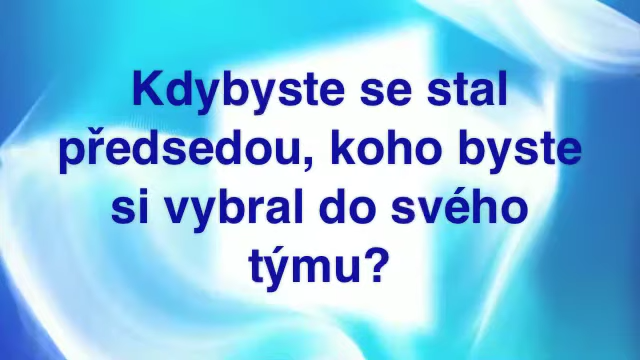 Kdybyste se stal
předsedou, koho byste
si vybral do svého
týmu?